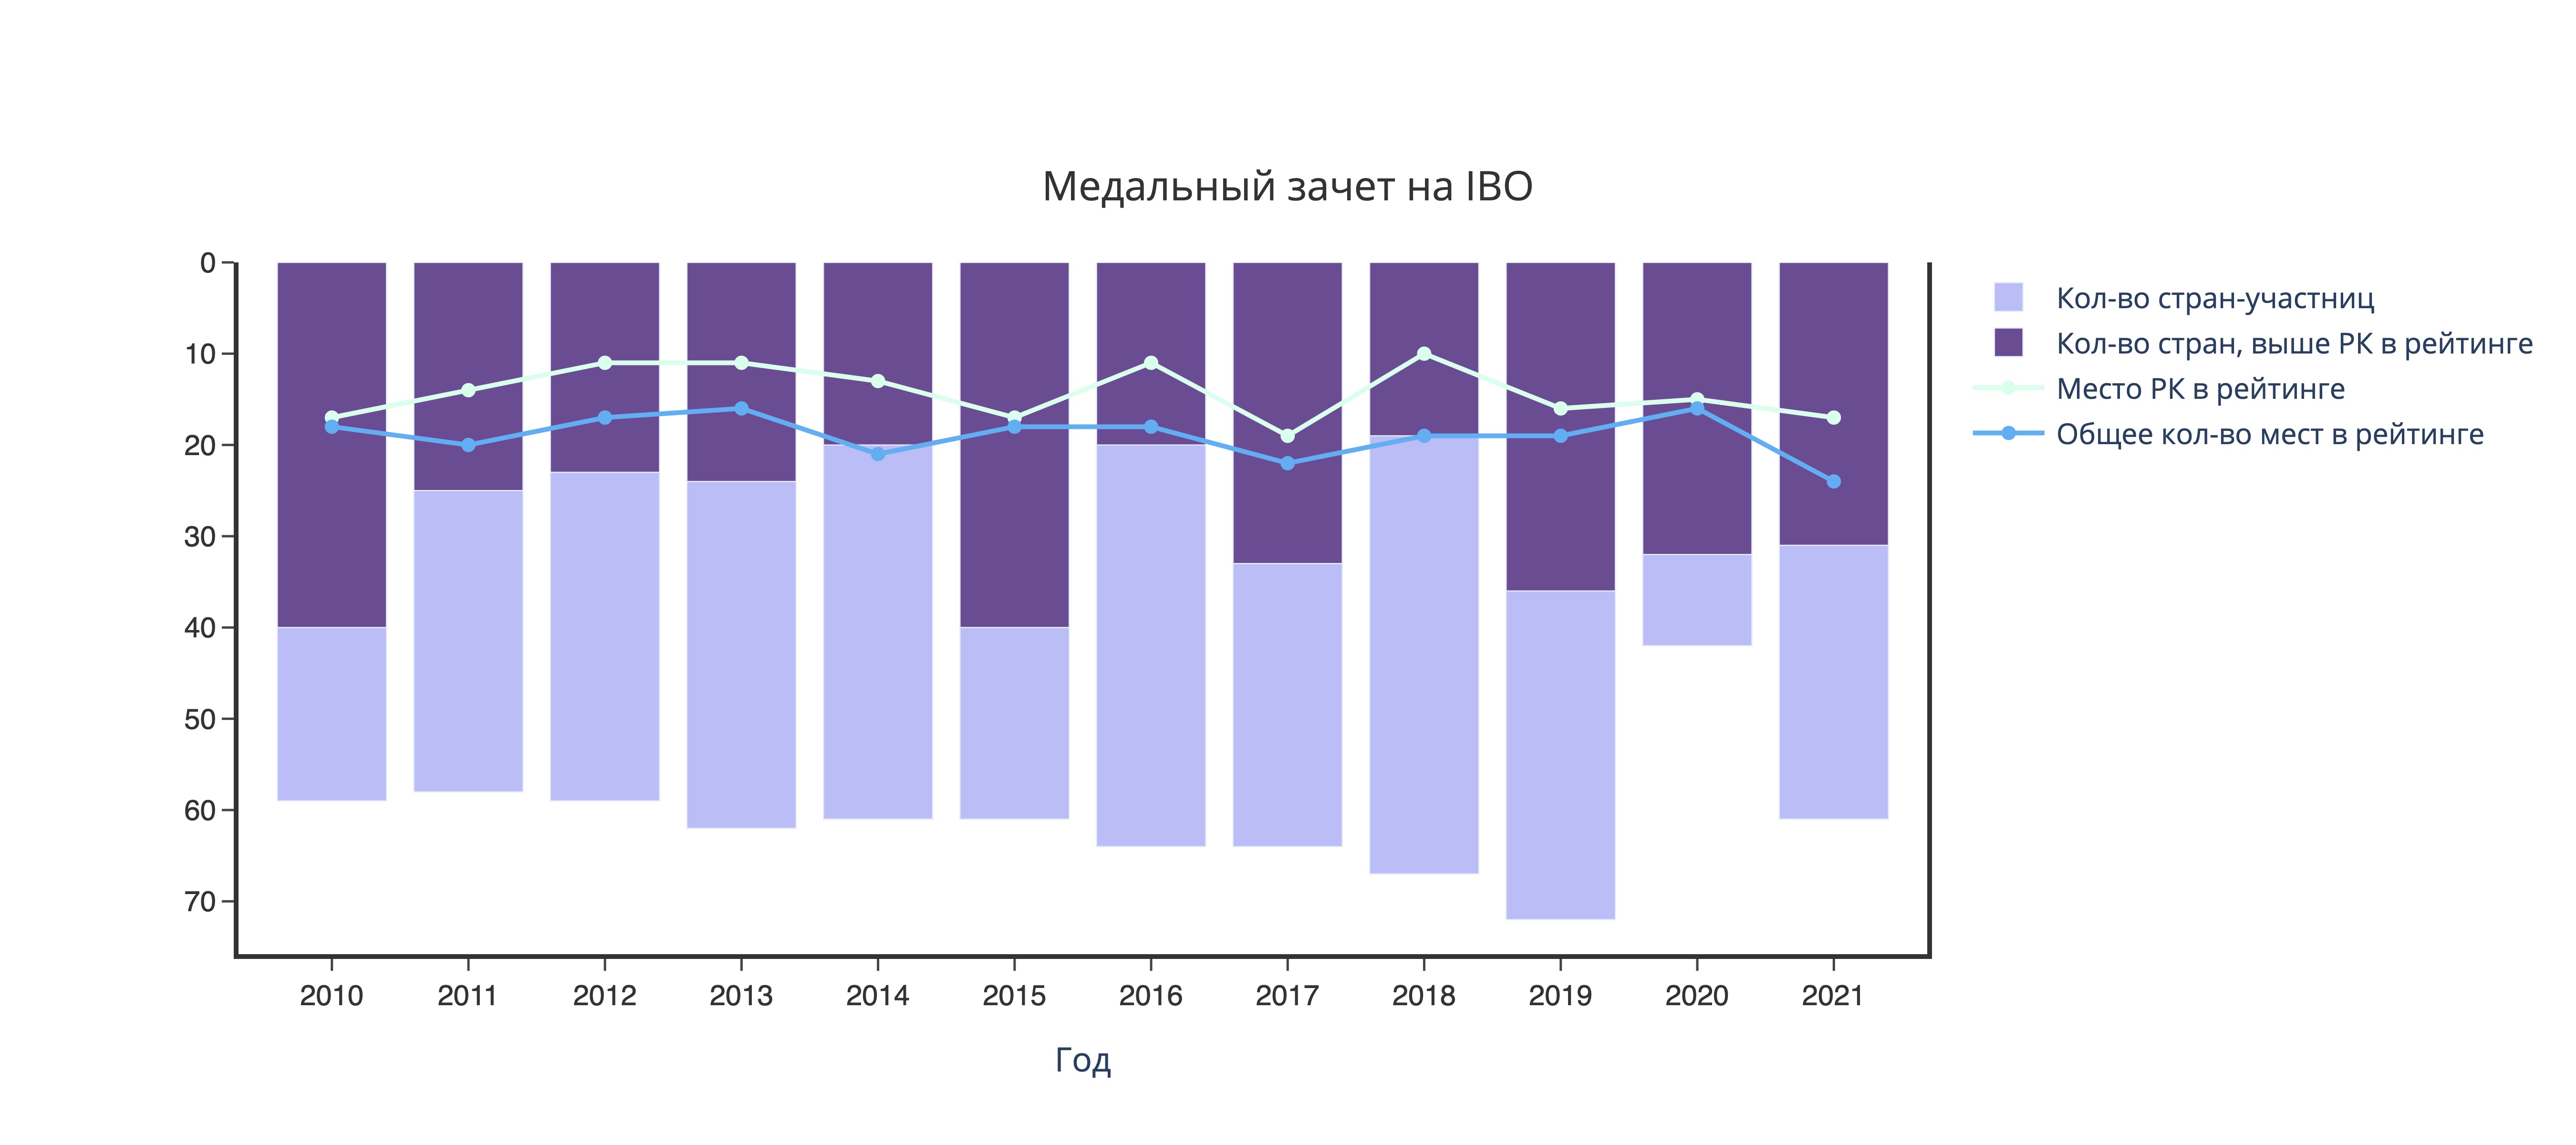 Медальный зачет на IBO
0
10
20
30
40
50
60
70
2010 2011 2012 2013 2014 2015 2016 2017 2018 2019 2020 2021
Год
Кол-во стран-участниц
Кол-во стран, выше РК в рейтинге
Место РК в рейтинге
Общее кол-во мест в рейтинге